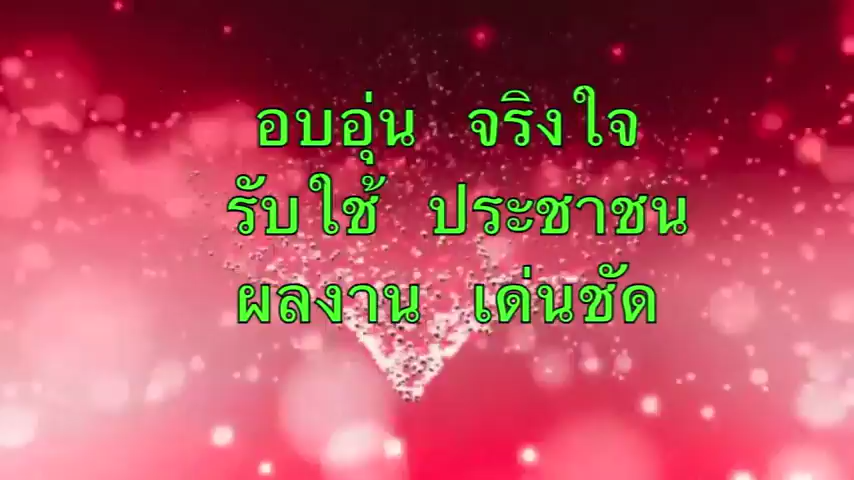 อบอุ่น จริงใจ
รับใช้ ประชาชน
ผลงาน เด่นชัด